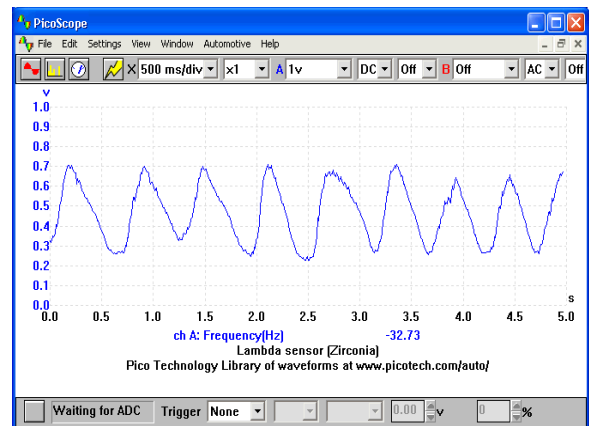 PicoScope
File Edit Settings View Window Automotive Help
X 500 ms/div x1 A 1v DC Off B Off AC Off
v
1.0
0.9
0.8
0.7
0.6
0.5
0.4
0.3
0.2
0.1
0.0
s
0.0 0.5 1.0 1.5 2.0 2.5 3.0 3.5 4.0 4.5 5.0
ch A: Frequency(Hz) -32.73
Lambda sensor (Zirconia)
Pico Technology Library of waveforms at www.picotech.com/auto/
Waiting for ADC Trigger None 0.00 v 0 %